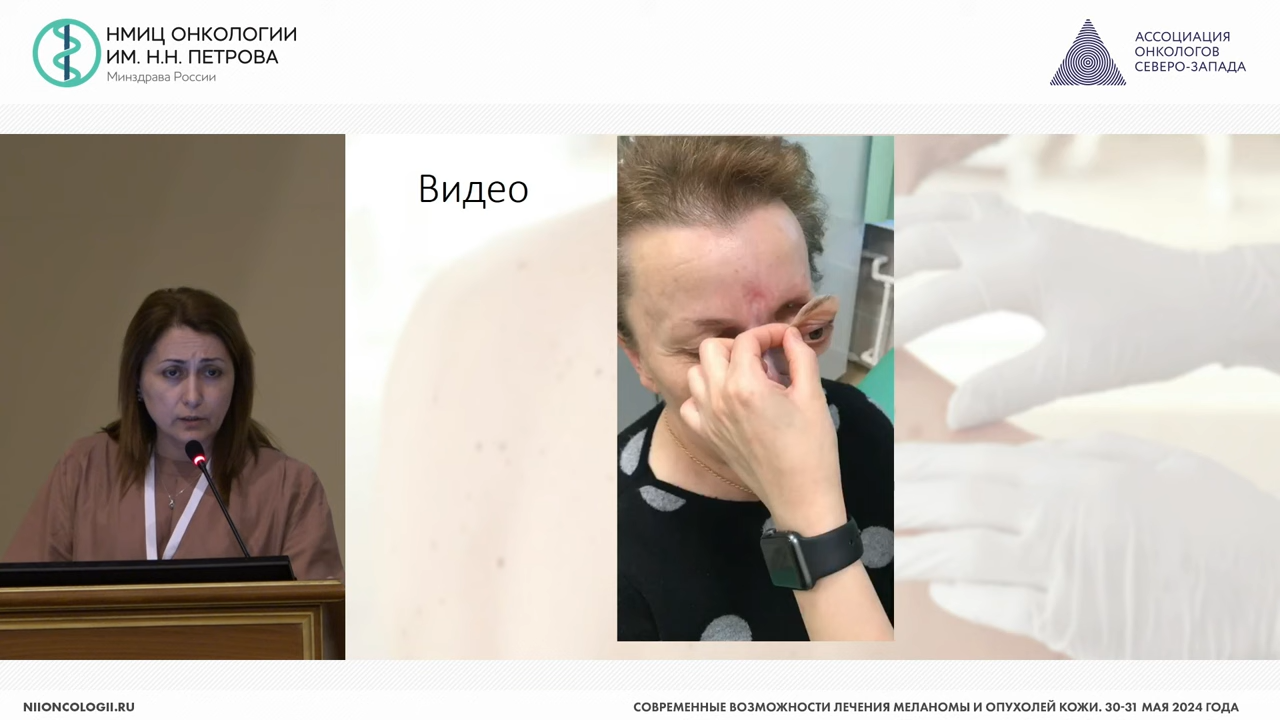 НМИЦ ОНКОЛОГИИ
ИМ. Н.Н. ПЕТРОВА
Минздрава России
АССОЦИАЦИЯ
ОНКОЛОГОВ
СЕВЕРО-ЗАПАДА
Видео
NIIONCOLOGII.RU
СОВРЕМЕННЫЕ ВОЗМОЖНОСТИ ЛЕЧЕНИЯ МЕЛАНОМЫ И ОПУХОЛЕЙ КОЖИ. 30-31 МАЯ 2024 ГОДА